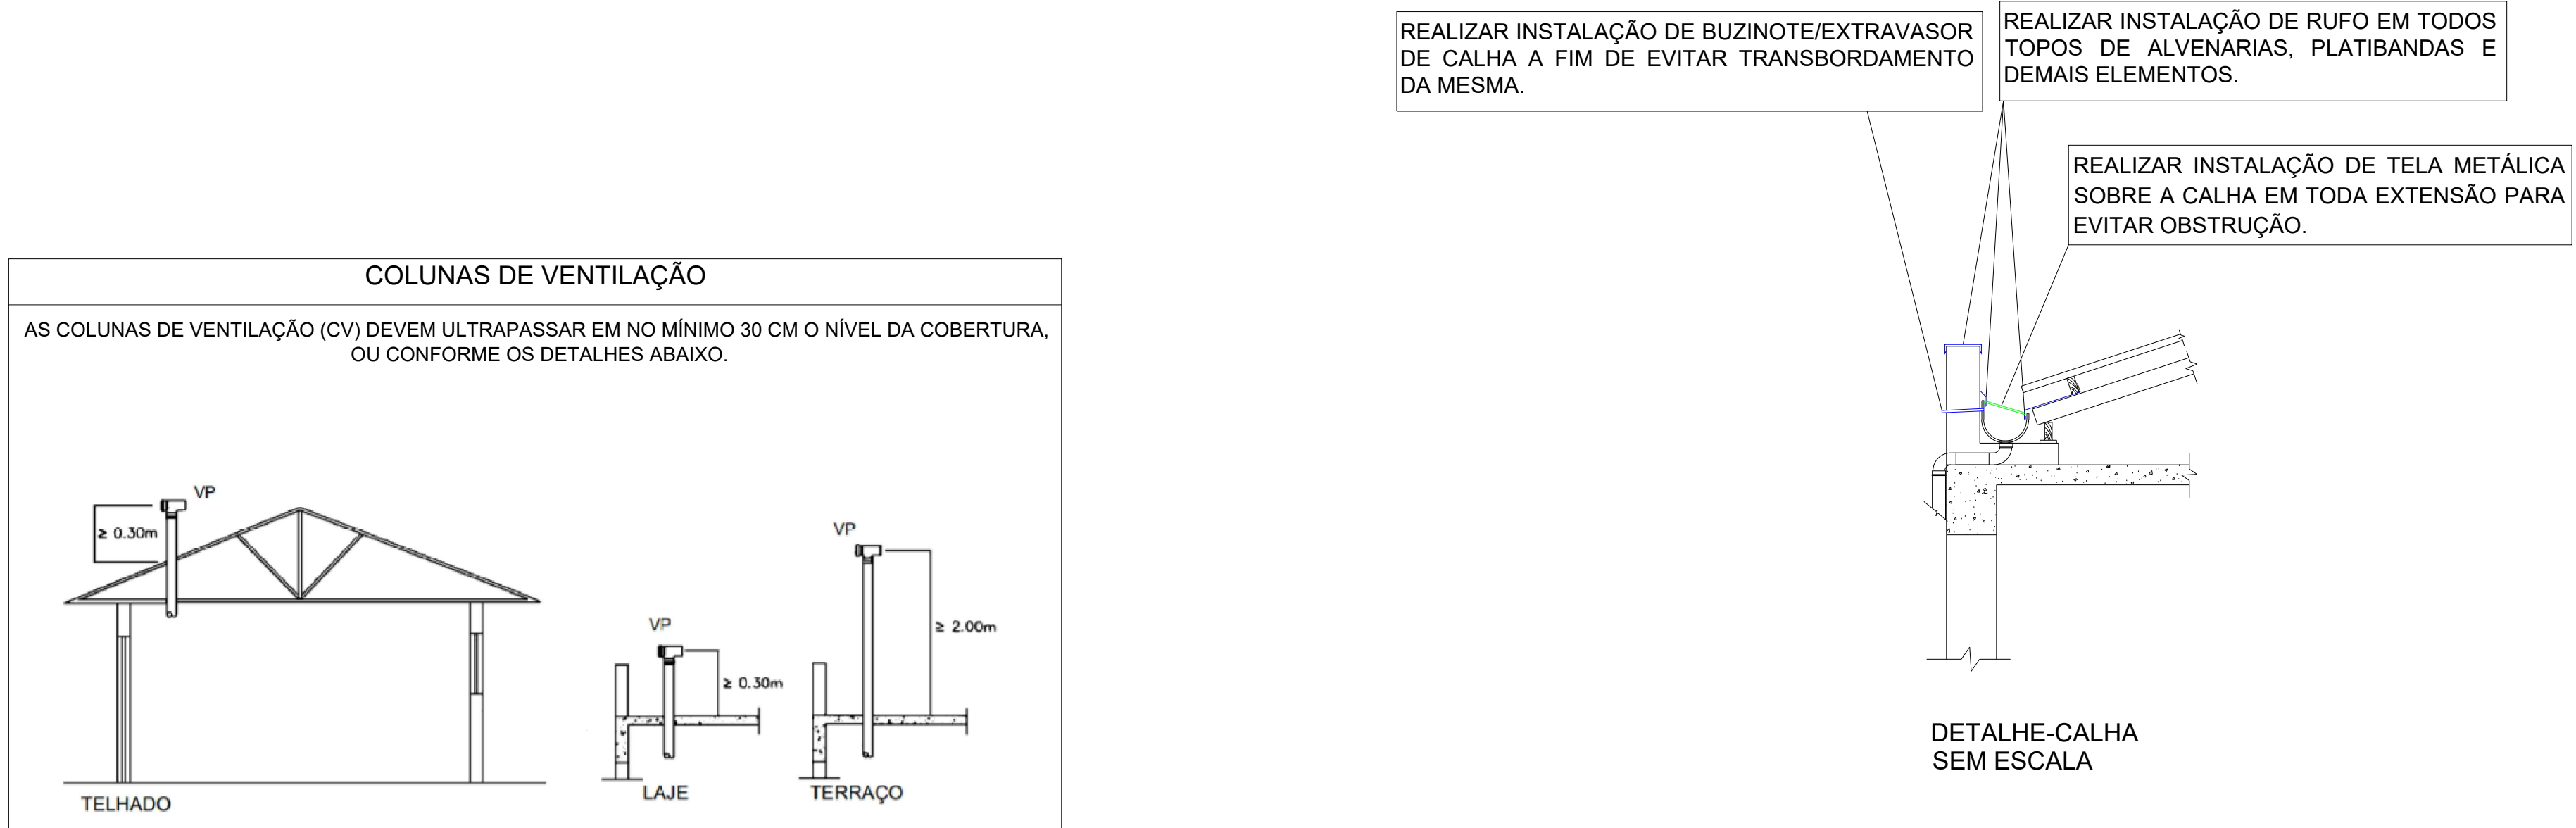 REALIZAR INSTALAÇÃO DE BUZINOTE/EXTRAVASOR
DE CALHA A FIM DE EVITAR TRANSBORDAMENTO
DA MESMA.
REALIZAR INSTALAÇÃO DE RUFO EM TODOS
TOPOS DE ALVENARIAS, PLATIBANDAS E
DEMAIS ELEMENTOS.
REALIZAR INSTALAÇÃO DE TELA METÁLICA
SOBRE A CALHA EM TODA EXTENSÃO PARA
EVITAR OBSTRUÇÃO.
COLUNAS DE VENTILAÇÃO
AS COLUNAS DE VENTILAÇÃO (CV) DEVEM ULTRAPASSAR EM NO MÍNIMO 30 CM O NÍVEL DA COBERTURA,
OU CONFORME OS DETALHES ABAIXO.
VP
≥ 0.30m
TELHADO
VP
≥ 0.30m
LAJE
VP
≥ 2.00m
TERRAÇO
DETALHE-CALHA
SEM ESCALA